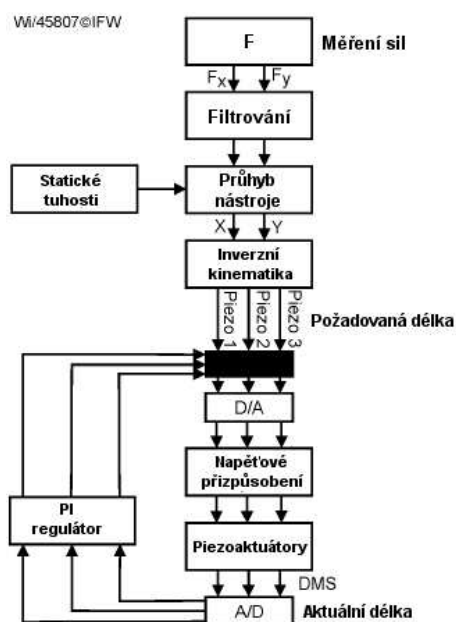 Wi/45807©IFW
F
Měření sil
Fx
Fy
Filtrování
Statické
tuhosti
Průhyb
nástroje
X
Y
Inverzní
kinematika
Piezo 1
Piezo 2
Piezo 3
Požadovaná délka
D/A
Napěťové
přizpůsobení
PI
regulátor
Piezoaktuátory
DMS
A/D
Aktuální délka